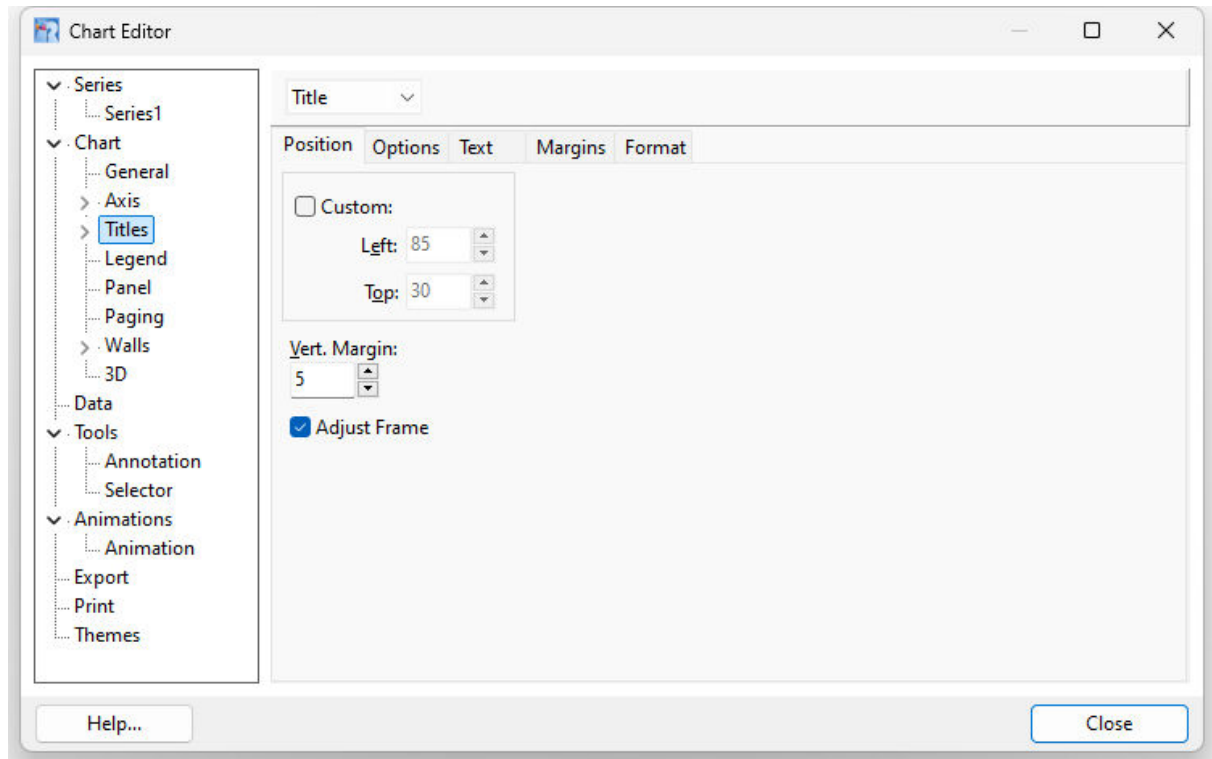 Chart Editor
Series
Series1
Chart
General
Axis
Titles
Legend
Panel
Paging
Walls
3D
Data
Tools
Annotation
Selector
Animations
Animation
Export
Print
Themes
Title
Position Options Text Margins Format
Custom:
Left: 85
Top: 30
Vert. Margin:
5
Adjust Frame
Help... Close